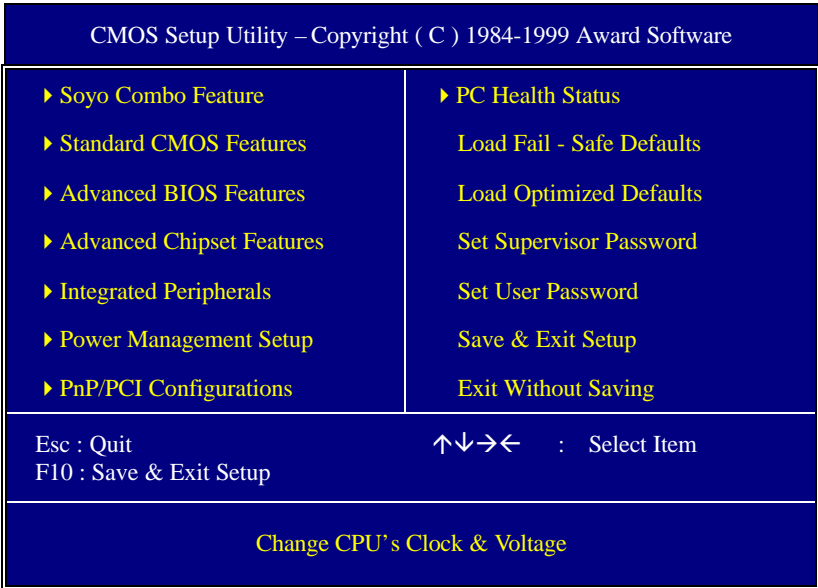 CMOS Setup Utility – Copyright ( C ) 1984-1999 Award Software
Soyo Combo Feature
Standard CMOS Features
Advanced BIOS Features
Advanced Chipset Features
Integrated Peripherals
Power Management Setup
PnP/PCI Configurations
PC Health Status
Load Fail - Safe Defaults
Load Optimized Defaults
Set Supervisor Password
Set User Password
Save & Exit Setup
Exit Without Saving
Esc : Quit
F10 : Save & Exit Setup
↑↓→← : Select Item
Change CPU's Clock & Voltage